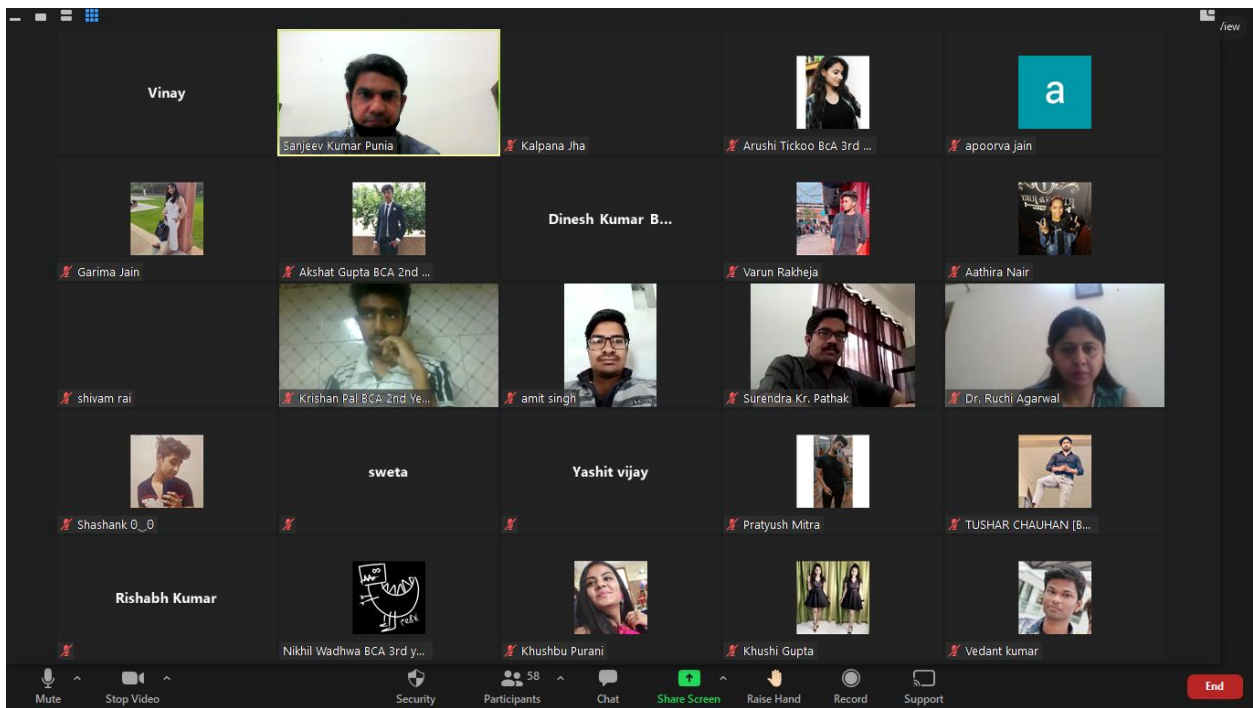 View
Vinay
Sanjeev Kumar Punia
Kalpana Jha
Arushi Tickoo BcA 3rd ...
a
apoorva jain
Garima Jain
Akshat Gupta BCA 2nd ...
Dinesh Kumar B...
Varun Rakheja
Aathira Nair
shivam rai
Krishan Pal BCA 2nd Ye...
amit singh
Surendra Kr. Pathak
Dr. Ruchi Agarwal
Shashank 0_0
sweta
Yashit vijay
Pratyush Mitra
TUSHAR CHAUHAN [B...
Rishabh Kumar
Nikhil Wadhwa BCA 3rd y...
Khushbu Purani
Khushi Gupta
Vedant kumar
Mute
Stop Video
Security
58
Participants
Chat
Share Screen
Raise Hand
Record
Support
End